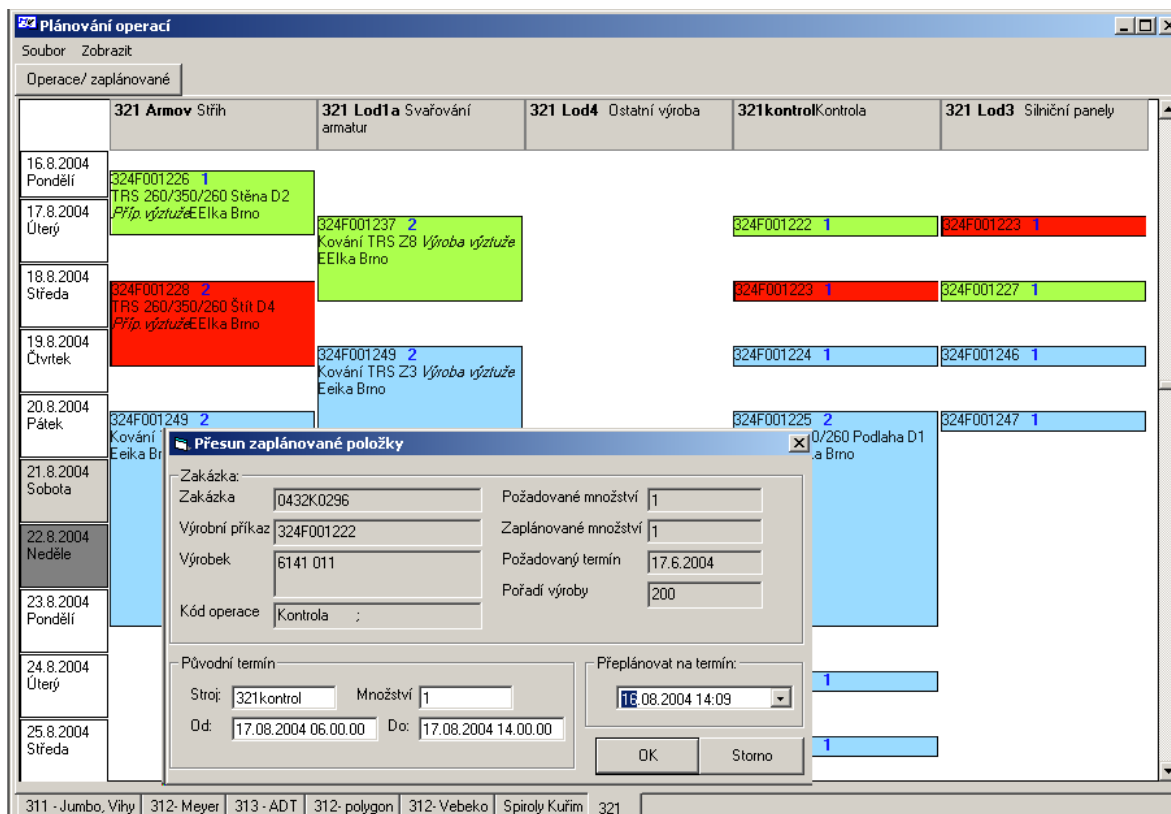 Plánování operací
Soubor Zobrazit
Operace/ zaplánované
321 Armov Střih
321 Lod1a Svařování
armatur
321 Lod4 Ostatní výroba
321kontrolKontrola
321 Lod3 Silniční panely
16.8.2004
Pondělí
17.8.2004
Úterý
18.8.2004
Středa
19.8.2004
Čtvrtek
20.8.2004
Pátek
21.8.2004
Sobota
22.8.2004
Neděle
23.8.2004
Pondělí
24.8.2004
Úterý
25.8.2004
Středa
324F001226 1
TRS 260/350/260 Stěna D2
Příp. výztužeEElka Brno
324F001228 2
TRS 260/350/260 Štít D4
Příp. výztužeEElka Brno
324F001249 2
Kování
Eeika Br
324F001237 2
Kování TRS Z8 Výroba výztuže
EElka Brno
324F001249 2
Kování TRS Z3 Výroba výztuže
Eeika Brno
324F001222 1
324F001223 1
324F001224 1
324F001225 2
0/260 Podlaha D1
a Brno
1
1
324F001223 1
324F001227 1
324F001246 1
324F001247 1
Přesun zaplánované položky
Zakázka:
Zakázka 0432K0296
Výrobní příkaz 324F001222
Výrobek 6141 011
Kód operace Kontrola ;
Požadované množství 1
Zaplánované množství 1
Požadovaný termín 17.6.2004
Pořadí výroby 200
Původní termín
Stroj: 321kontrol Množství 1
Od: 17.08.2004 06.00.00 Do: 17.08.2004 14.00.00
Přeplánovat na termín:
16.08.2004 14:09
OK Storno
311 - Jumbo, Vihy 312- Meyer 313 - ADT 312- polygon 312- Vebeko Spiroly Kuřim 321